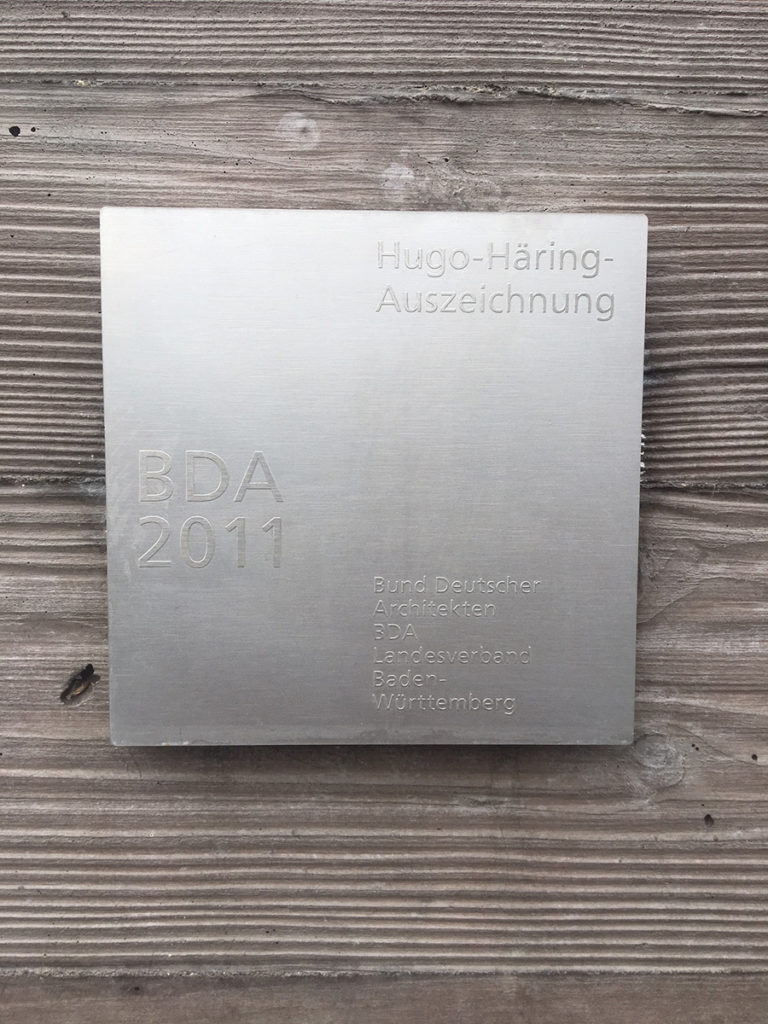 Hugo-Häring-
Auszeichnung
BDA
2011
Bund Deutscher
Architekten
BDA
Landesverband
Baden-
Württemberg